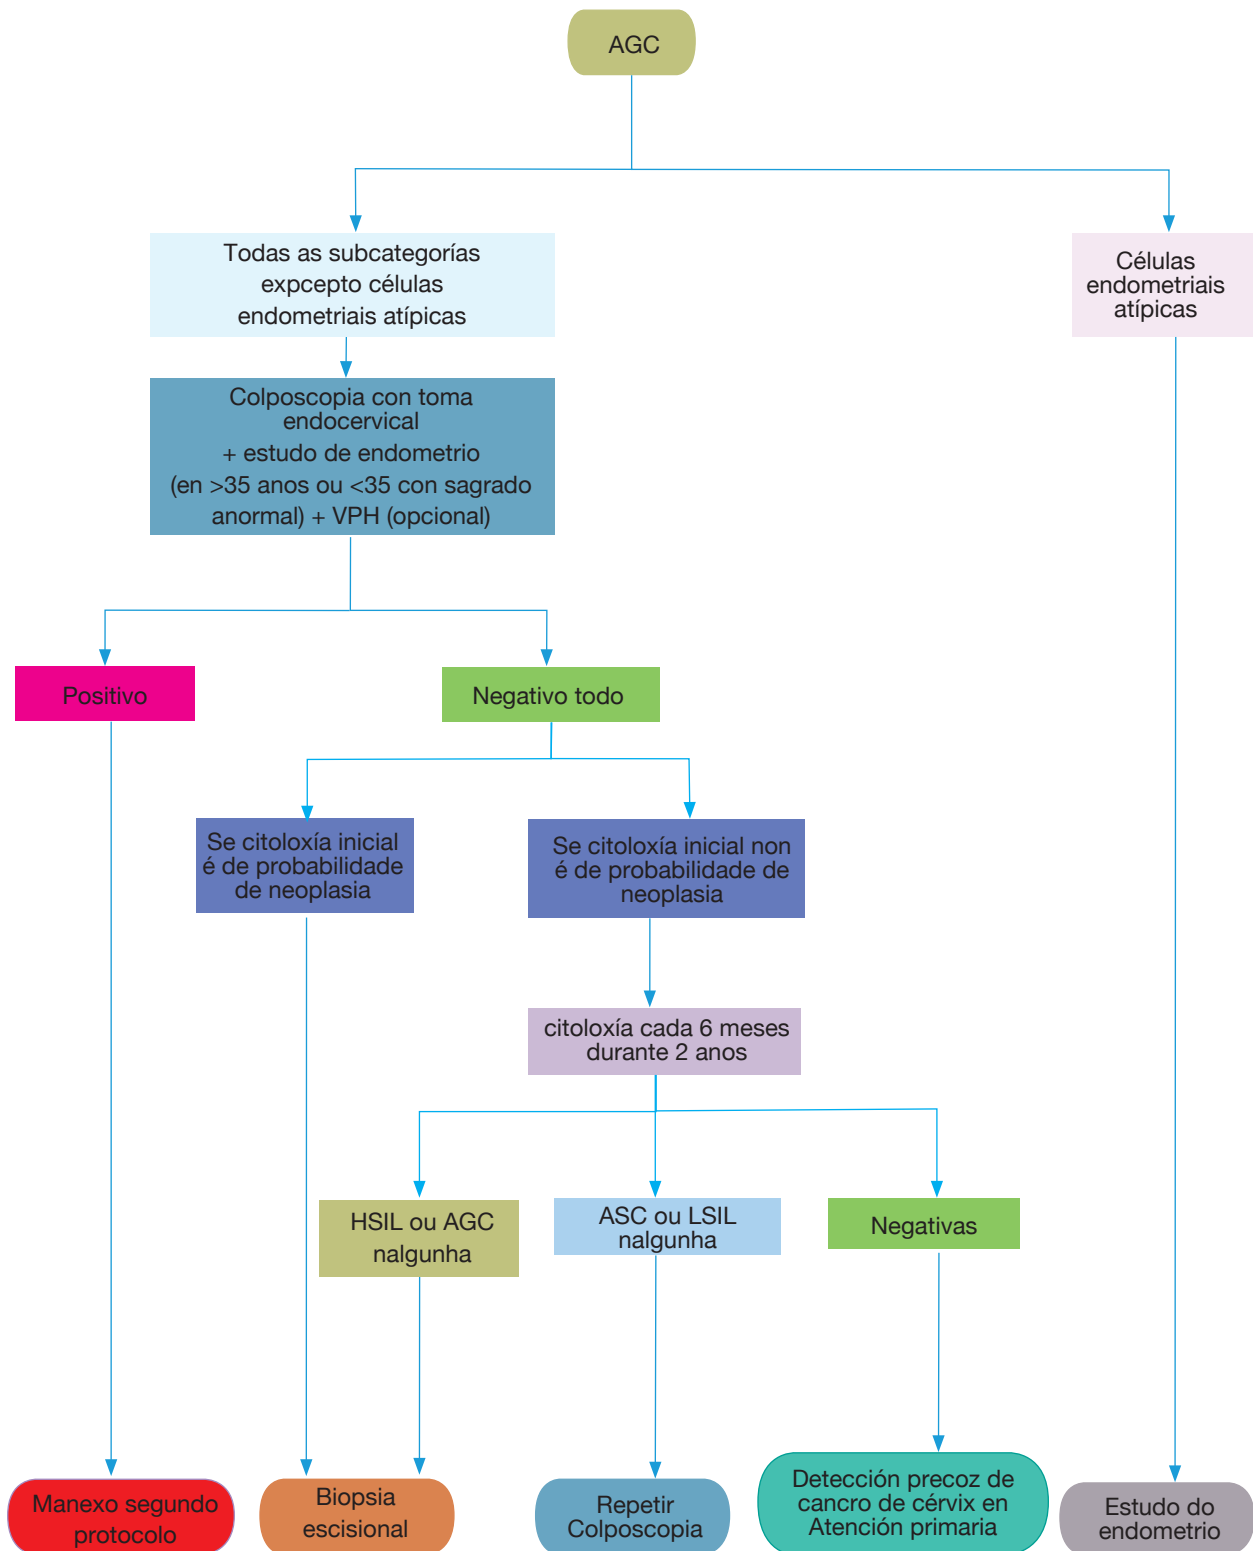 AGC
Todas as subcategorías
expcepto células
endometriais atípicas
Células
endometriais
atípicas
Colposcopia con toma
endocervical
+ estudo de endometrio
(en >35 anos ou <35 con sagrado
anormal) + VPH (opcional)
Positivo
Negativo todo
Se citoloxía inicial
é de probabilidade
de neoplasia
Se citoloxía inicial non
é de probabilidade de
neoplasia
citoloxía cada 6 meses
durante 2 anos
HSIL ou AGC
nalgunha
ASC ou LSIL
nalgunha
Negativas
Manexo segundo
protocolo
Biopsia
escisional
Repetir
Colposcopia
Detección precoz de
cancro de cérvix en
Atención primaria
Estudo do
endometrio